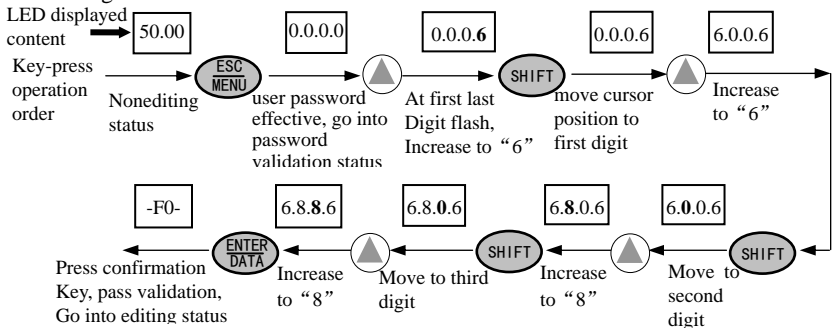 LED displayed
content
50.00
0.0.0.0
0.0.0.6
0.0.0.6
6.0.0.6
Key-press
operation
order
Nonediting
status
ESC
MENU
user password
effective, go into
password
validation status
At first last
Digit flash,
Increase to “6”
SHIFT
move cursor
position to
first digit
Increase
to “6”
-F0-
6.8.8.6
6.8.0.6
6.8.0.6
6.0.0.6
Press confirmation
Key, pass validation,
Go into editing status
ENTER
DATA
Increase
to “8”
Move to third
digit
SHIFT
Increase
to “8”
Move to
second
digit
SHIFT